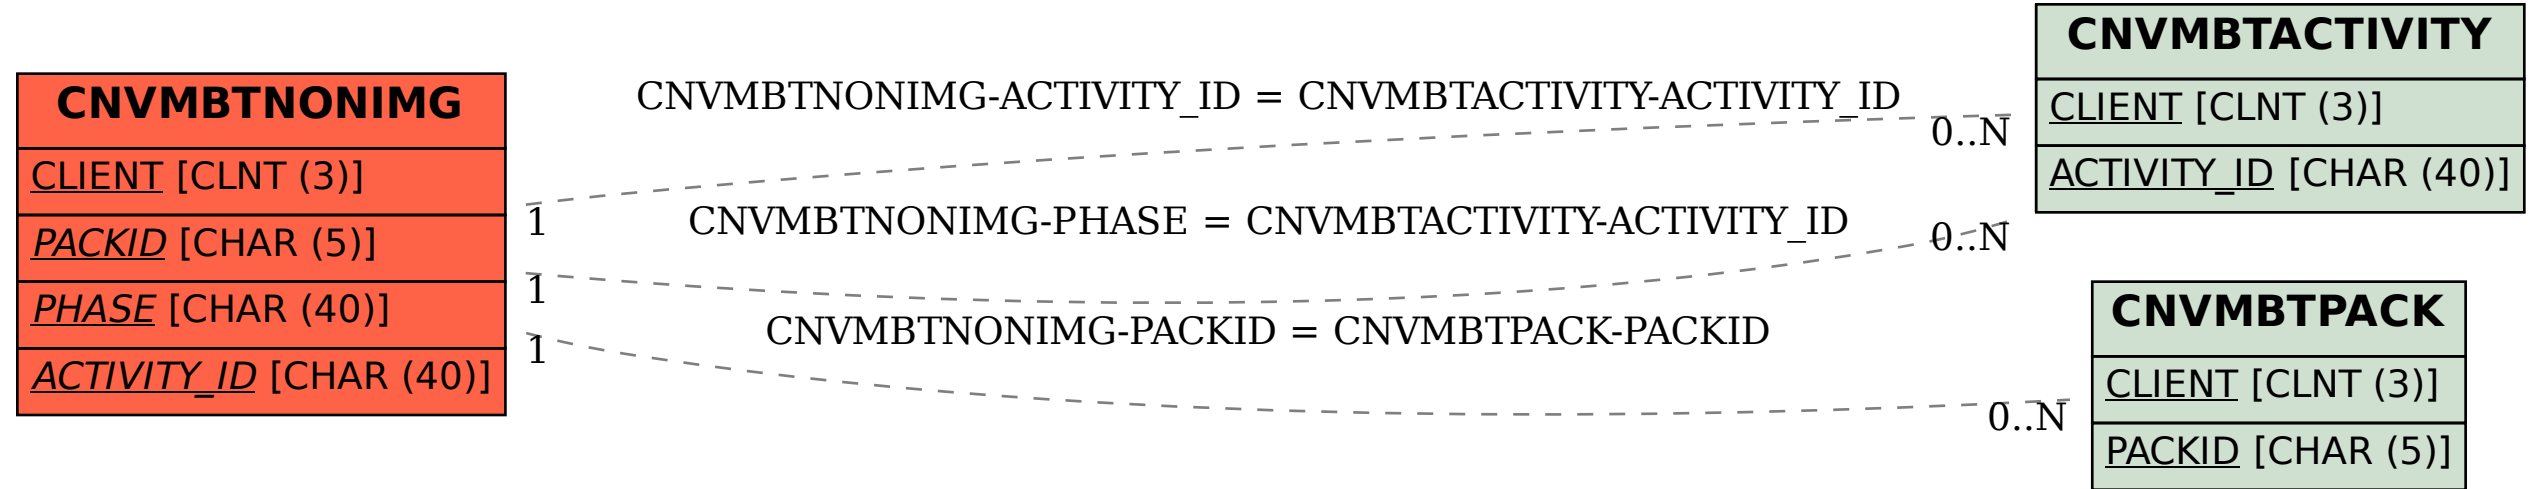 CNVMBTNONIMG
CLIENT [CLNT (3)]
PACKID [CHAR (5)]
PHASE [CHAR (40)]
ACTIVITY_ID [CHAR (40)]
CNVMBTNONIMG-ACTIVITY_ID = CNVMBTACTIVITY-ACTIVITY_ID
0..N
1
CNVMBTNONIMG-PHASE = CNVMBTACTIVITY-ACTIVITY_ID
0..N
1
CNVMBTNONIMG-PACKID = CNVMBTPACK-PACKID
1
0..N
CNVMBTACTIVITY
CLIENT [CLNT (3)]
ACTIVITY_ID [CHAR (40)]
CNVMBTPACK
CLIENT [CLNT (3)]
PACKID [CHAR (5)]